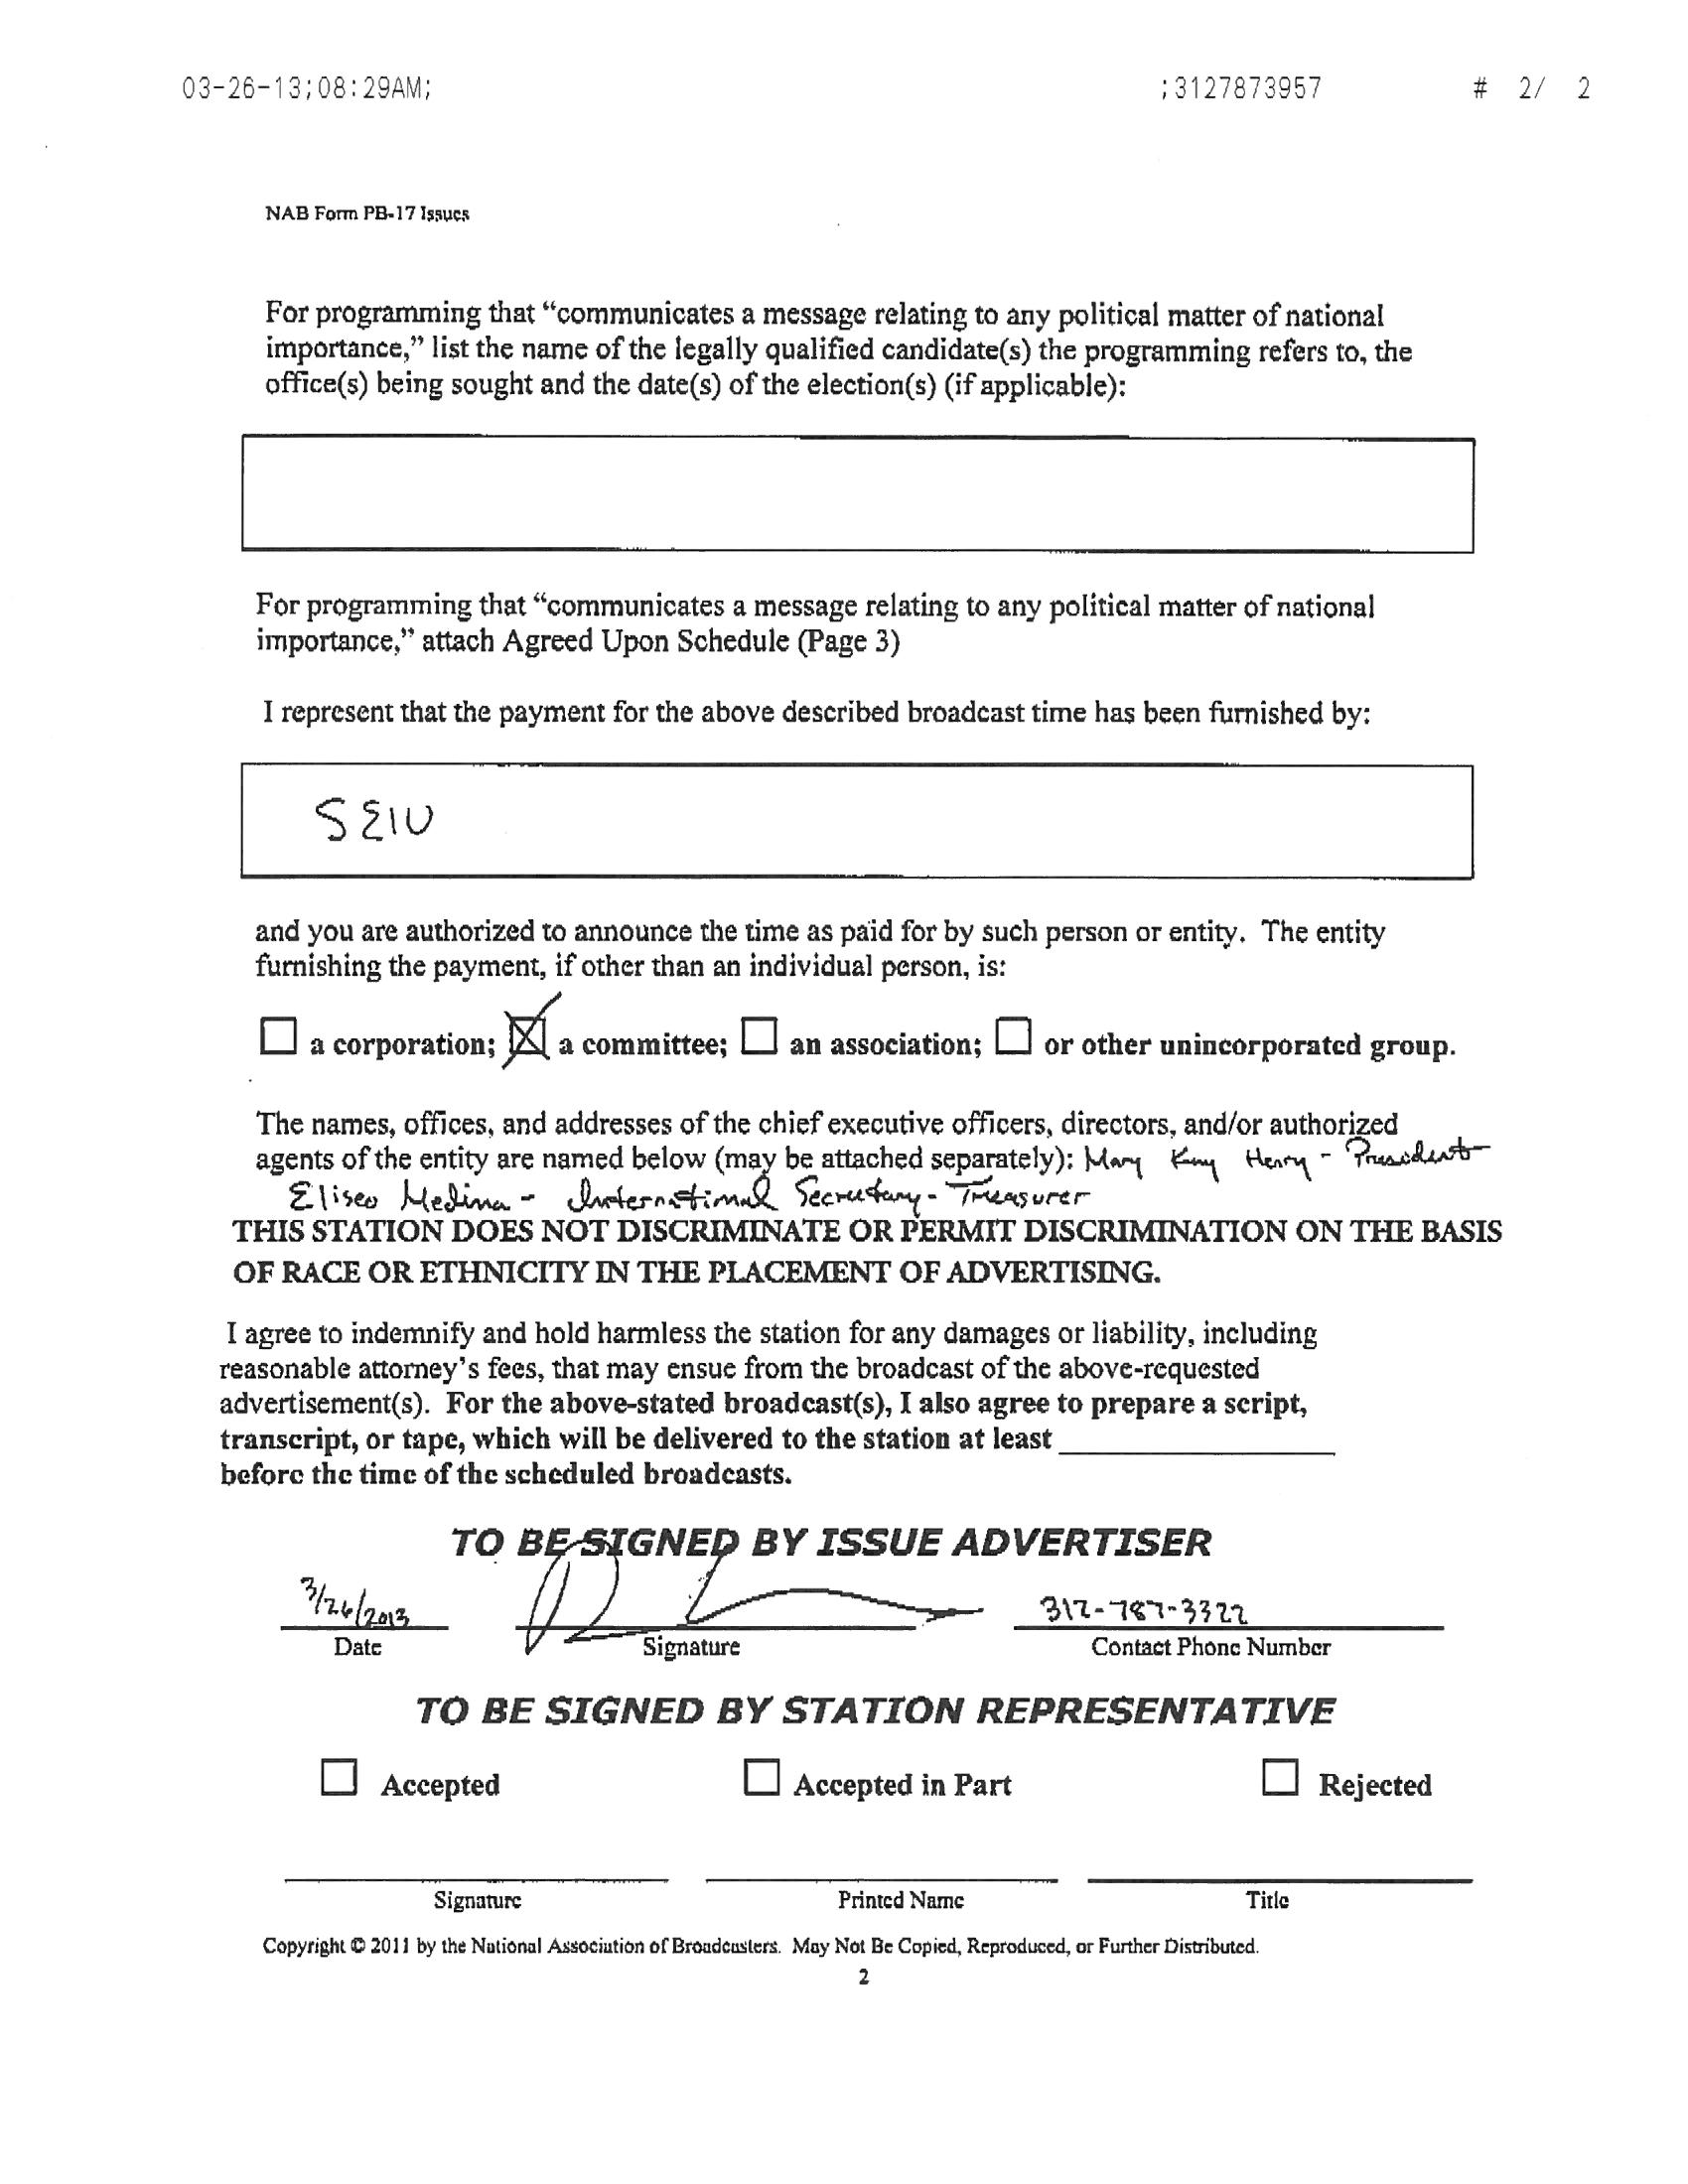 03-26-13;08:29AM; ;3127873957 # 2/ 2
NAB Form PB-17 Issues
For programming that “communicates a message relating to any political matter of national
importance,” list the name of the legally qualified candidate(s) the programming refers to, the
office(s) being sought and the date(s) of the election(s) (if applicable):
For programming that “communicates a message relating to any political matter of national
importance,” attach Agreed Upon Schedule (Page 3)
I represent that the payment for the above described broadcast time has been furnished by:
SEIU
and you are authorized to announce the time as paid for by such person or entity. The entity
furnishing the payment, if other than an individual person, is:
a corporation; a committee; an association; or other unincorporated group.
The names, offices, and addresses of the chief executive officers, directors, and/or authorized
agents of the entity are named below (may be attached separately): Mary Kay Henry - President
Eliseo Medina - International Secretary-Treasurer
THIS STATION DOES NOT DISCRIMINATE OR PERMIT DISCRIMINATION ON THE BASIS
OF RACE OR ETHNICITY IN THE PLACEMENT OF ADVERTISING.
I agree to indemnify and hold harmless the station for any damages or liability, including
reasonable attorney's fees, that may ensue from the broadcast of the above-requested
advertisement(s). For the above-stated broadcast(s), I also agree to prepare a script,
transcript, or tape, which will be delivered to the station at least
before the time of the scheduled broadcasts.
TO BE SIGNED BY ISSUE ADVERTISER
3/26/2013 312-787-3322
Date Signature Contact Phone Number
TO BE SIGNED BY STATION REPRESENTATIVE
Accepted Accepted in Part Rejected
Signature Printed Name Title
Copyright © 2011 by the National Association of Broadcasters. May Not Be Copied, Reproduced, or Further Distributed.
2